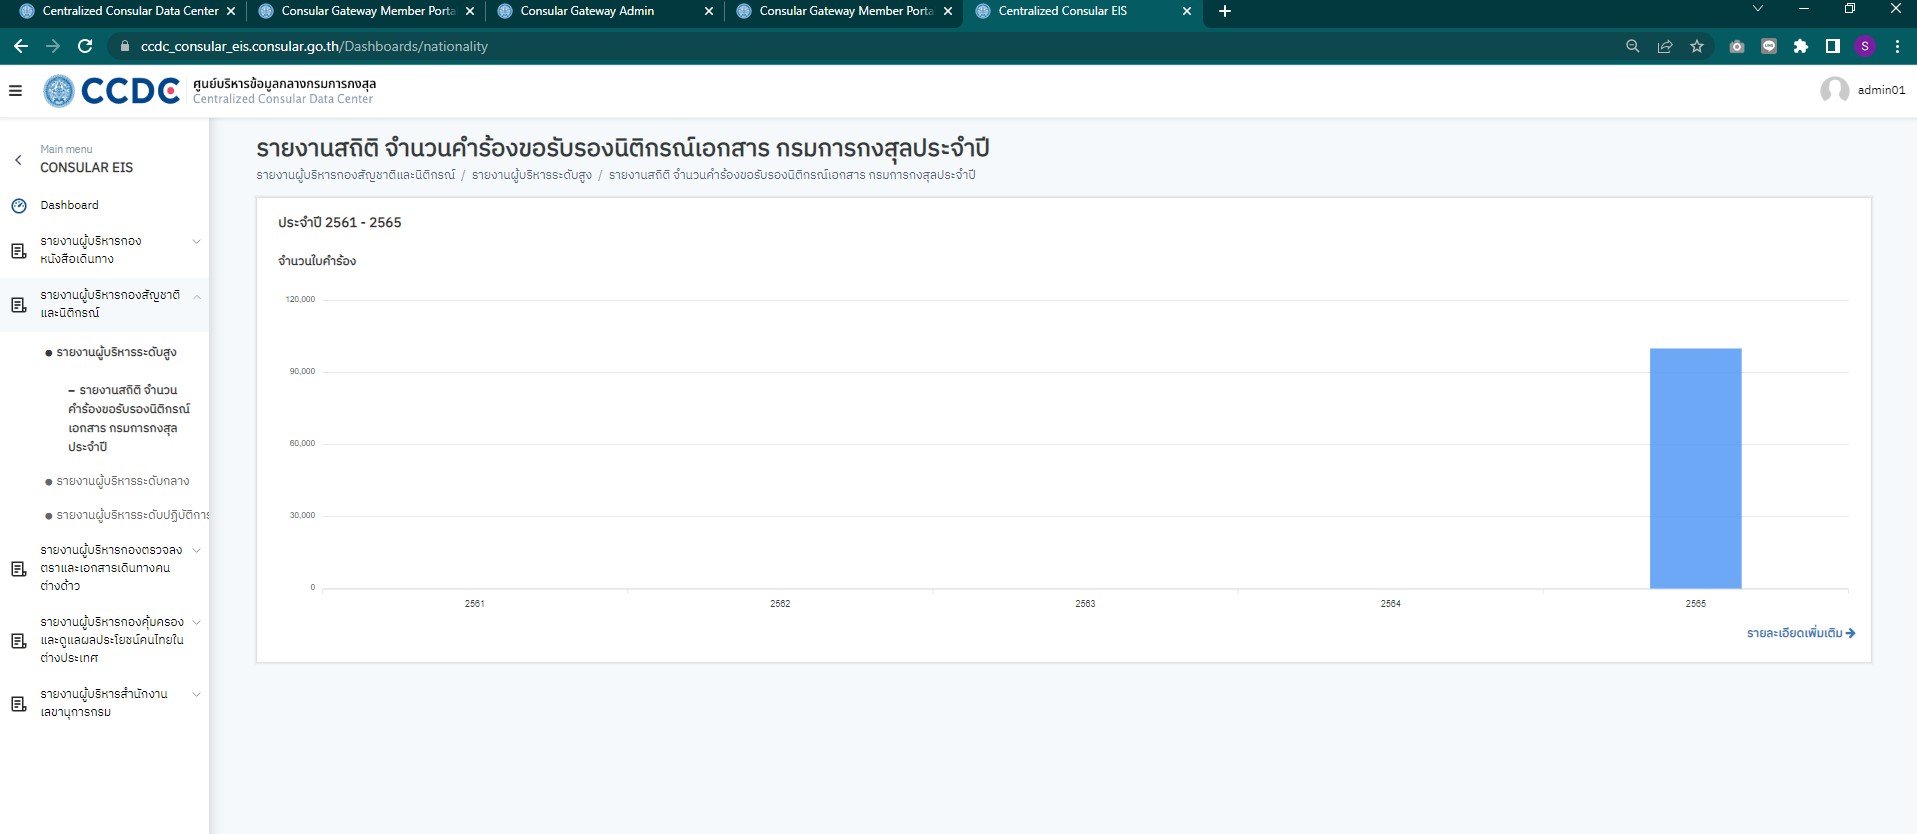 Centralized Consular Data Center
Consular Gateway Member Porta
Consular Gateway Admin
Consular Gateway Member Porta
Centralized Consular EIS
ccdc_consular_eis.consular.go.th/Dashboards/nationality
S
CCDC
ศูนย์บริหารข้อมูลกลางกรมการกงสุล
Centralized Consular Data Center
admin01
Main menu
CONSULAR EIS
Dashboard
รายงานผู้บริหารกอง
หนังสือเดินทาง
รายงานผู้บริหารกองสัญชาติ
และนิติกรณ์
รายงานผู้บริหารระดับสูง
– รายงานสถิติ จำนวน
คำร้องขอรับรองนิติกรณ์
เอกสาร กรมการกงสุล
ประจำปี
รายงานผู้บริหารระดับกลาง
รายงานผู้บริหารระดับปฏิบัติการ
รายงานผู้บริหารกองตรวจลง
ตราและเอกสารเดินทางคน
ต่างด้าว
รายงานผู้บริหารกองคุ้มครอง
และดูแลผลประโยชน์คนไทยใน
ต่างประเทศ
รายงานผู้บริหารสำนักงาน
เลขานุการกรม
รายงานสถิติ จำนวนคำร้องขอรับรองนิติกรณ์เอกสาร กรมการกงสุลประจำปี
รายงานผู้บริหารกองสัญชาติและนิติกรณ์ / รายงานผู้บริหารระดับสูง / รายงานสถิติ จำนวนคำร้องขอรับรองนิติกรณ์เอกสาร กรมการกงสุลประจำปี
ประจำปี 2561 - 2565
จำนวนใบคำร้อง
120,000
90,000
60,000
30,000
0
2561
2562
2563
2564
2565
รายละเอียดเพิ่มเติม